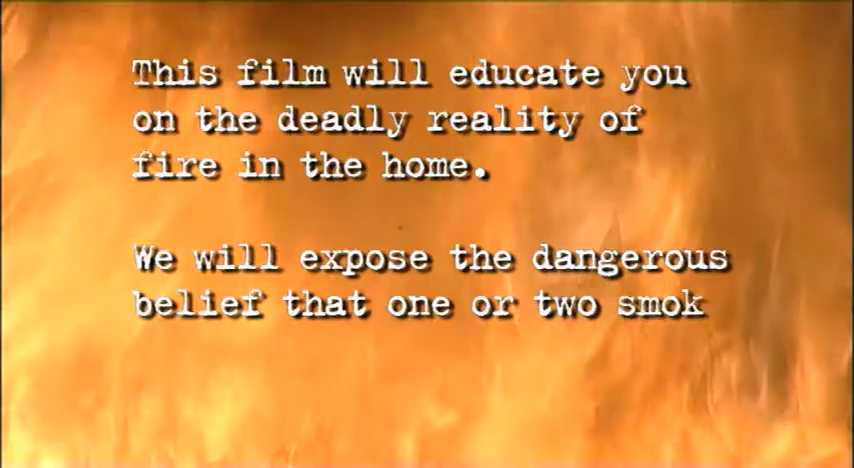 This film will educate you
on the deadly reality of
fire in the home.
We will expose the dangerous
belief that one or two smok